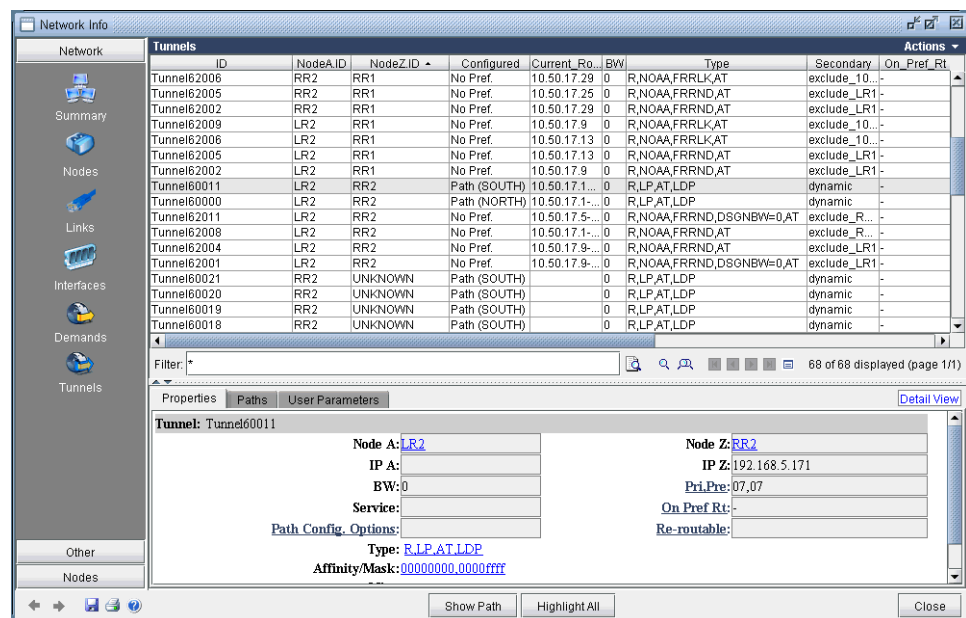 Network Info
Network
Summary
Nodes
Links
Interfaces
Demands
Tunnels
Other
Nodes
Tunnels Actions
ID NodeA.ID NodeZ.ID Configured Current_Ro... BW Type Secondary On_Pref_Rt
Tunnel62006 RR2 RR1 No Pref. 10.50.17.29 0 R,NOAA,FRRLK,AT exclude_10... -
Tunnel62005 RR2 RR1 No Pref. 10.50.17.25 0 R,NOAA,FRRND,AT exclude_LR1 -
Tunnel62002 RR2 RR1 No Pref. 10.50.17.29 0 R,NOAA,FRRND,AT exclude_LR1 -
Tunnel62009 LR2 RR1 No Pref. 10.50.17.9 0 R,NOAA,FRRLK,AT exclude_10... -
Tunnel62006 LR2 RR1 No Pref. 10.50.17.13 0 R,NOAA,FRRLK,AT exclude_10... -
Tunnel62005 LR2 RR1 No Pref. 10.50.17.13 0 R,NOAA,FRRND,AT exclude_LR1 -
Tunnel62002 LR2 RR1 No Pref. 10.50.17.9 0 R,NOAA,FRRND,AT exclude_LR1 -
Tunnel60011 LR2 RR2 Path (SOUTH) 10.50.17.1... 0 R,LP,AT,LDP dynamic -
Tunnel60000 LR2 RR2 Path (NORTH) 10.50.17.1-... 0 R,LP,AT,LDP dynamic -
Tunnel62011 LR2 RR2 No Pref. 10.50.17.5-... 0 R,NOAA,FRRND,DSGNBW=0,AT exclude_R... -
Tunnel62008 LR2 RR2 No Pref. 10.50.17.1-... 0 R,NOAA,FRRND,AT exclude_R... -
Tunnel62004 LR2 RR2 No Pref. 10.50.17.9-... 0 R,NOAA,FRRND,AT exclude_LR1 -
Tunnel62001 LR2 RR2 No Pref. 10.50.17.9-... 0 R,NOAA,FRRND,DSGNBW=0,AT exclude_LR1 -
Tunnel60021 RR2 UNKNOWN Path (SOUTH) 0 R,LP,AT,LDP dynamic -
Tunnel60020 RR2 UNKNOWN Path (SOUTH) 0 R,LP,AT,LDP dynamic -
Tunnel60019 RR2 UNKNOWN Path (SOUTH) 0 R,LP,AT,LDP dynamic -
Tunnel60018 RR2 UNKNOWN Path (SOUTH) 0 R,LP,AT,LDP dynamic -
Filter: * 68 of 68 displayed (page 1/1)
Properties Paths User Parameters Detail View
Tunnel: Tunnel60011
Node A: LR2 Node Z: RR2
IP A: IP Z: 192.168.5.171
BW: 0 Pri,Pre: 07,07
Service: On Pref Rt: -
Path Config. Options: Re-routable:
Type: R,LP,AT,LDP
Affinity/Mask: 00000000,0000ffff
Show Path Highlight All Close